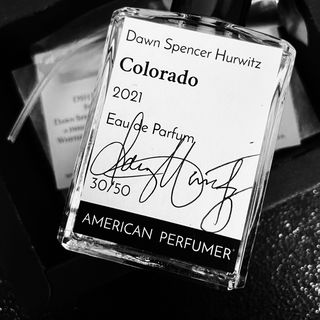 Dawn Spencer Hurwitz
Colorado
2021
Eau de Parfum
30/50
AMERICAN PERFUMER